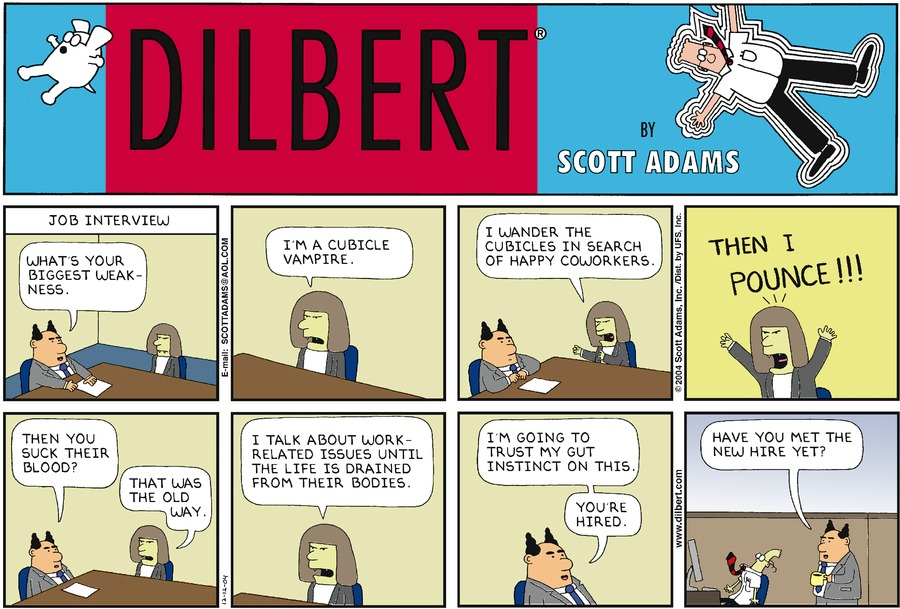 DILBERT®
BY
SCOTT ADAMS
JOB INTERVIEW
WHAT'S YOUR
BIGGEST WEAK-
NESS.
E-mail: SCOTTADAMS@AOL.COM
I'M A CUBICLE
VAMPIRE.
I WANDER THE
CUBICLES IN SEARCH
OF HAPPY COWORKERS.
© 2004 Scott Adams, Inc./Dist. by UFS, Inc.
THEN I
POUNCE!!!
THEN YOU
SUCK THEIR
BLOOD?
THAT WAS
THE OLD
WAY.
12-12-04
I TALK ABOUT WORK-
RELATED ISSUES UNTIL
THE LIFE IS DRAINED
FROM THEIR BODIES.
I'M GOING TO
TRUST MY GUT
INSTINCT ON THIS.
YOU'RE
HIRED.
www.dilbert.com
HAVE YOU MET THE
NEW HIRE YET?